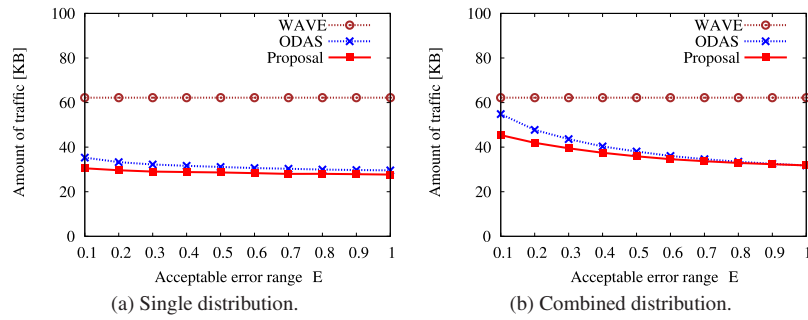 100
80
60
40
20
0
Amount of traffic [KB]
WAVE
ODAS
Proposal
0.1 0.2 0.3 0.4 0.5 0.6 0.7 0.8 0.9 1
Acceptable error range E
(a) Single distribution.
100
80
60
40
20
0
Amount of traffic [KB]
WAVE
ODAS
Proposal
0.1 0.2 0.3 0.4 0.5 0.6 0.7 0.8 0.9 1
Acceptable error range E
(b) Combined distribution.